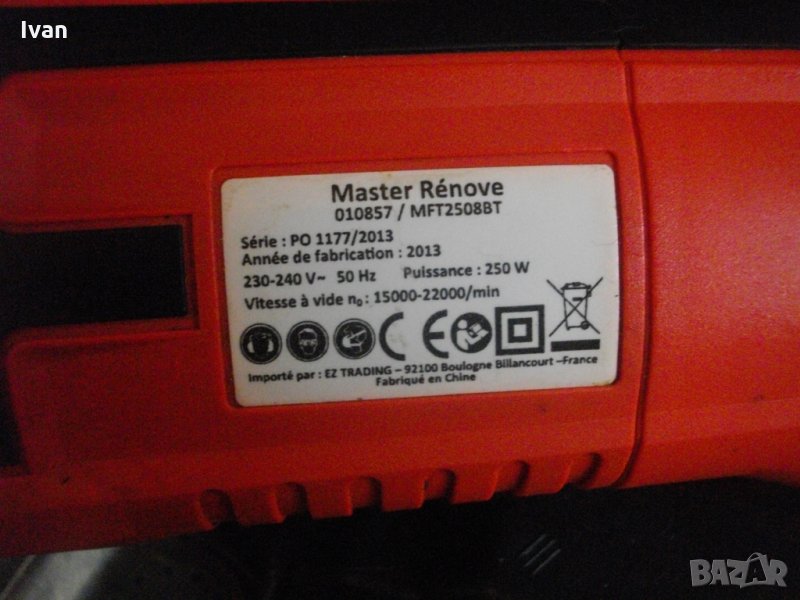 Ivan
Master Rénove
010857 / MFT2508BT
Série : PO 1177/2013
Année de fabrication : 2013
230-240 V~ 50 Hz Puissance : 250 W
Vitesse à vide n₀ : 15000-22000/min
CE
Importé par : EZ TRADING – 92100 Boulogne Billancourt –France
Fabriqué en Chine
BAZAR